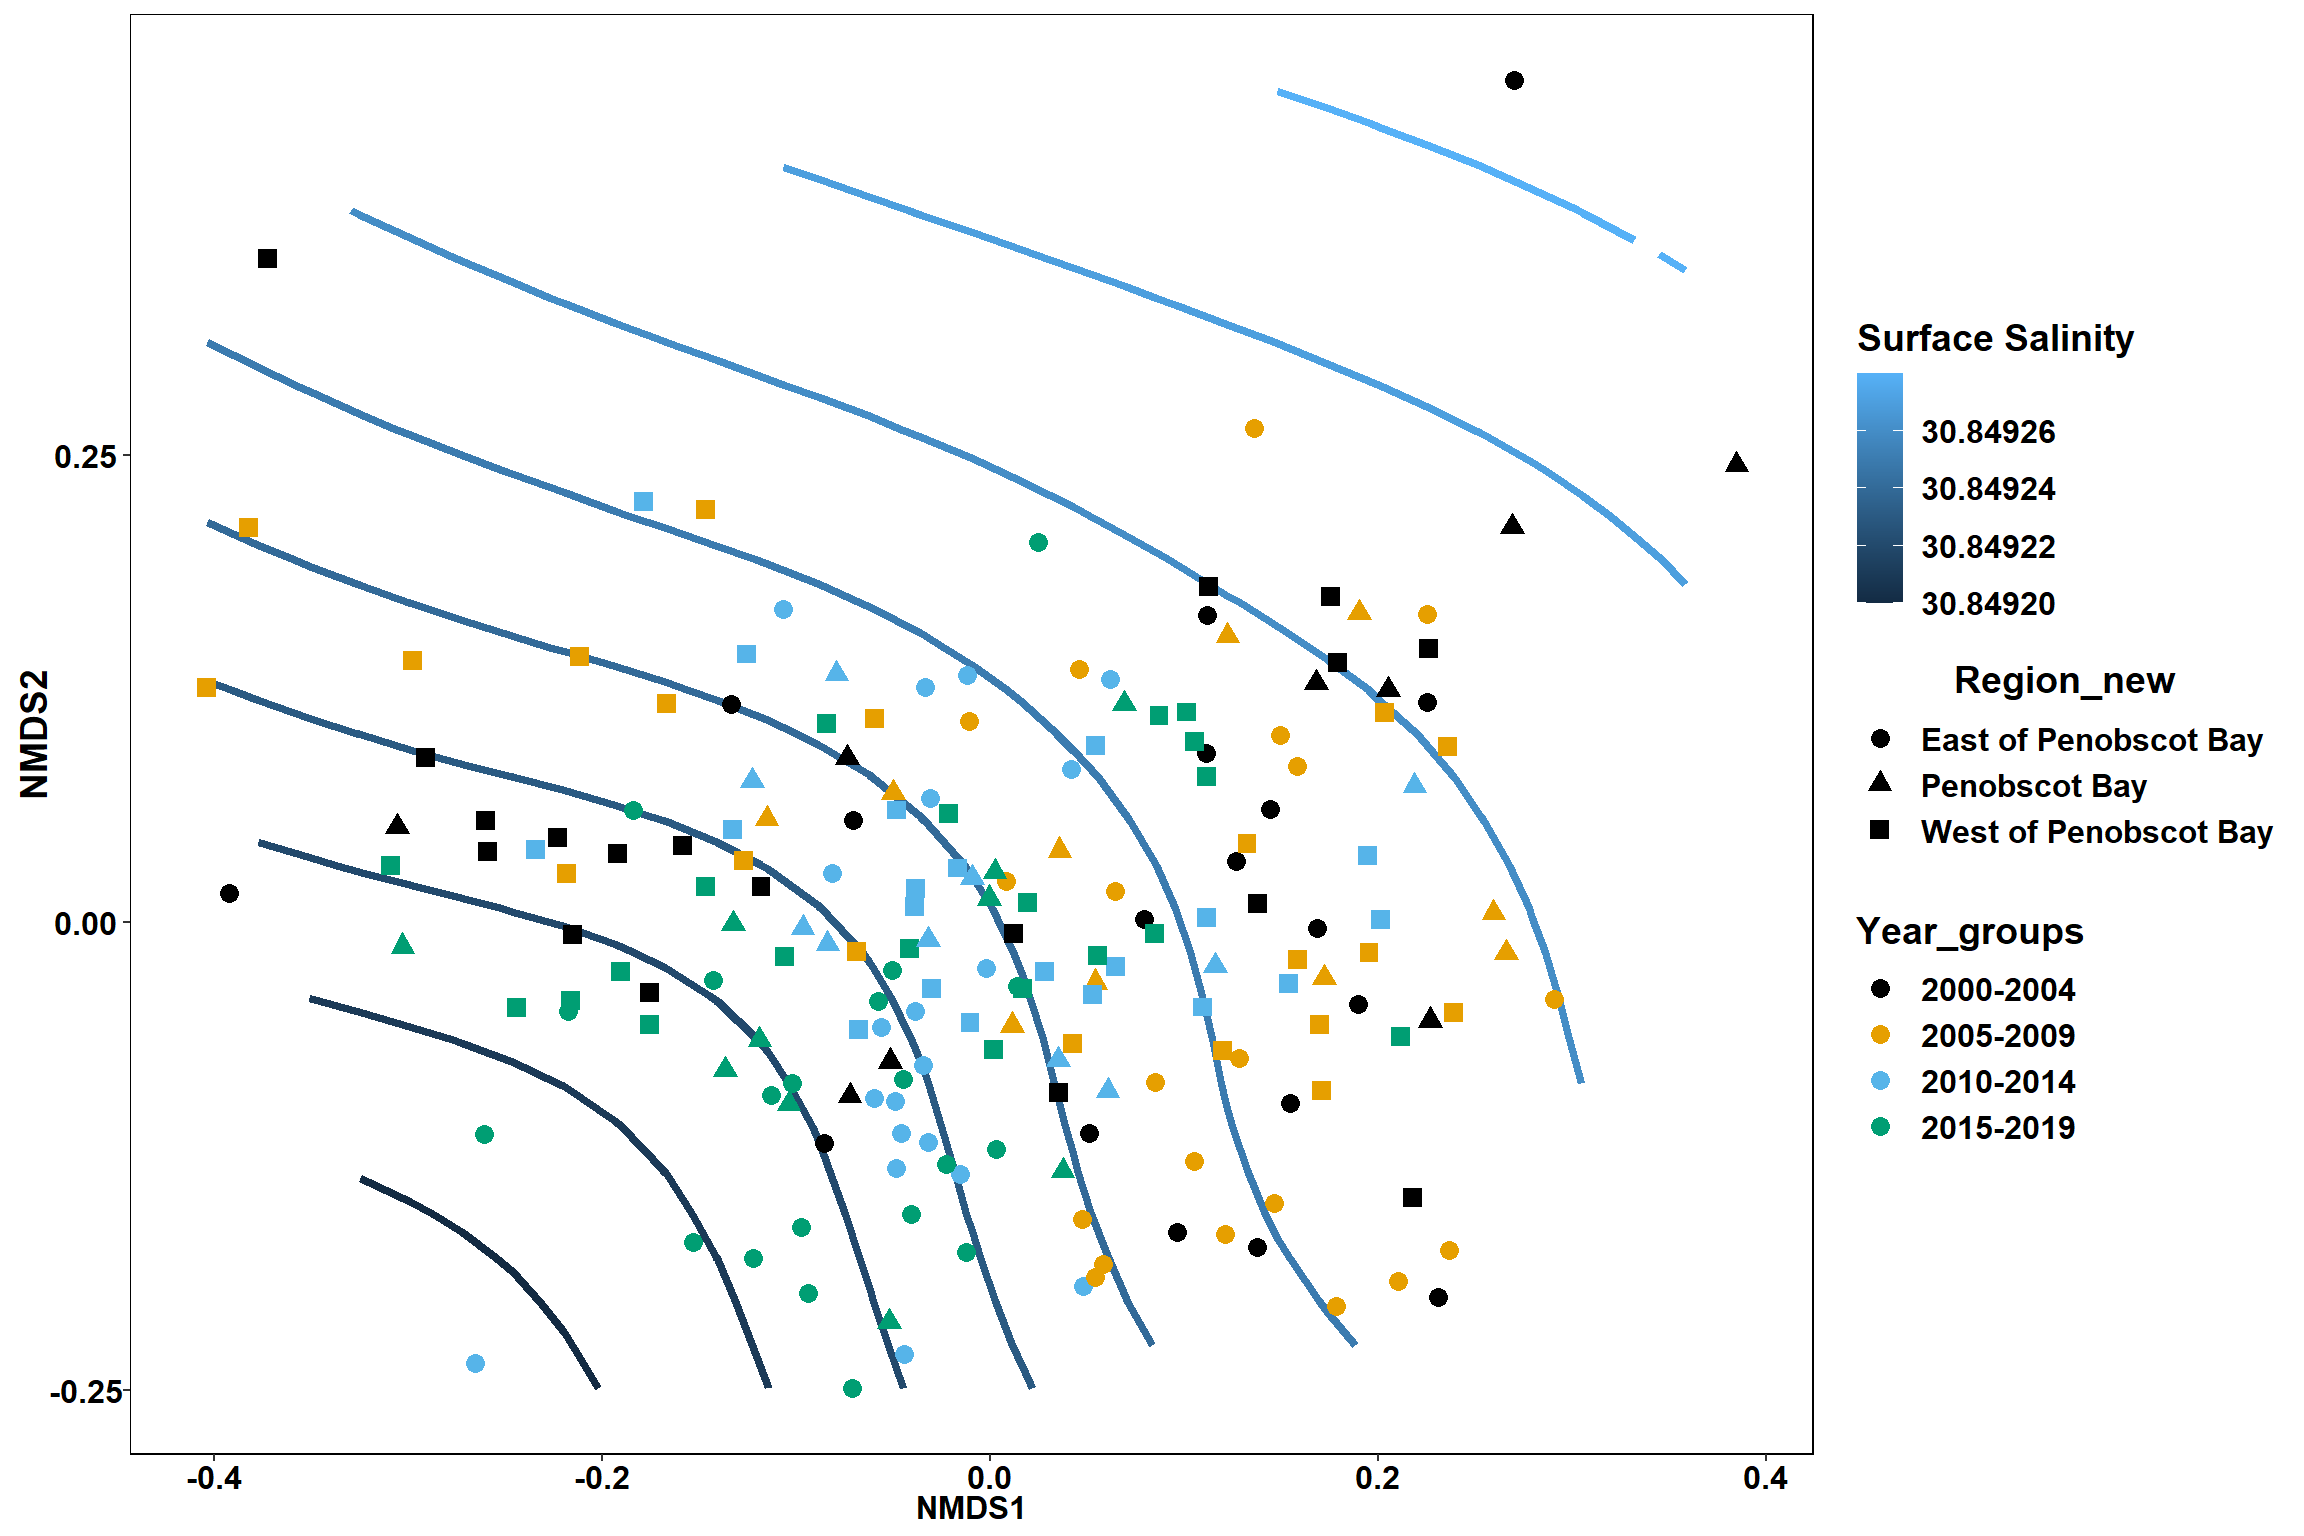 NMDS2
0.25
0.00
-0.25
-0.4
-0.2
0.0
0.2
0.4
NMDS1
Surface Salinity
30.84926
30.84924
30.84922
30.84920
Region_new
East of Penobscot Bay
Penobscot Bay
West of Penobscot Bay
Year_groups
2000-2004
2005-2009
2010-2014
2015-2019